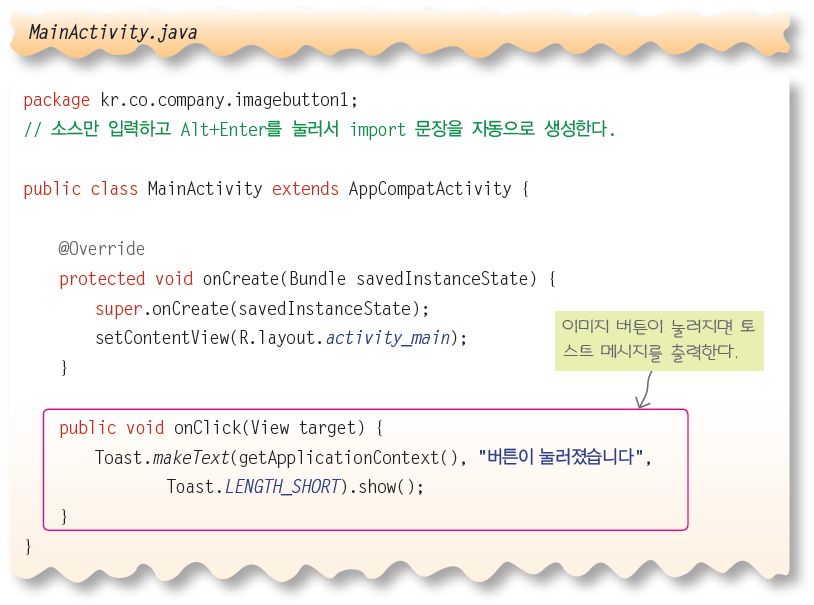 MainActivity.java
package kr.co.company.imagebutton1;
// 소스만 입력하고 Alt+Enter를 눌러서 import 문장을 자동으로 생성한다.
public class MainActivity extends AppCompatActivity {
@Override
protected void onCreate(Bundle savedInstanceState) {
super.onCreate(savedInstanceState);
setContentView(R.layout.activity_main);
}
이미지 버튼이 눌러지면 토
스트 메시지를 출력한다.
public void onClick(View target) {
Toast.makeText(getApplicationContext(), "버튼이 눌러졌습니다",
Toast.LENGTH_SHORT).show();
}
}